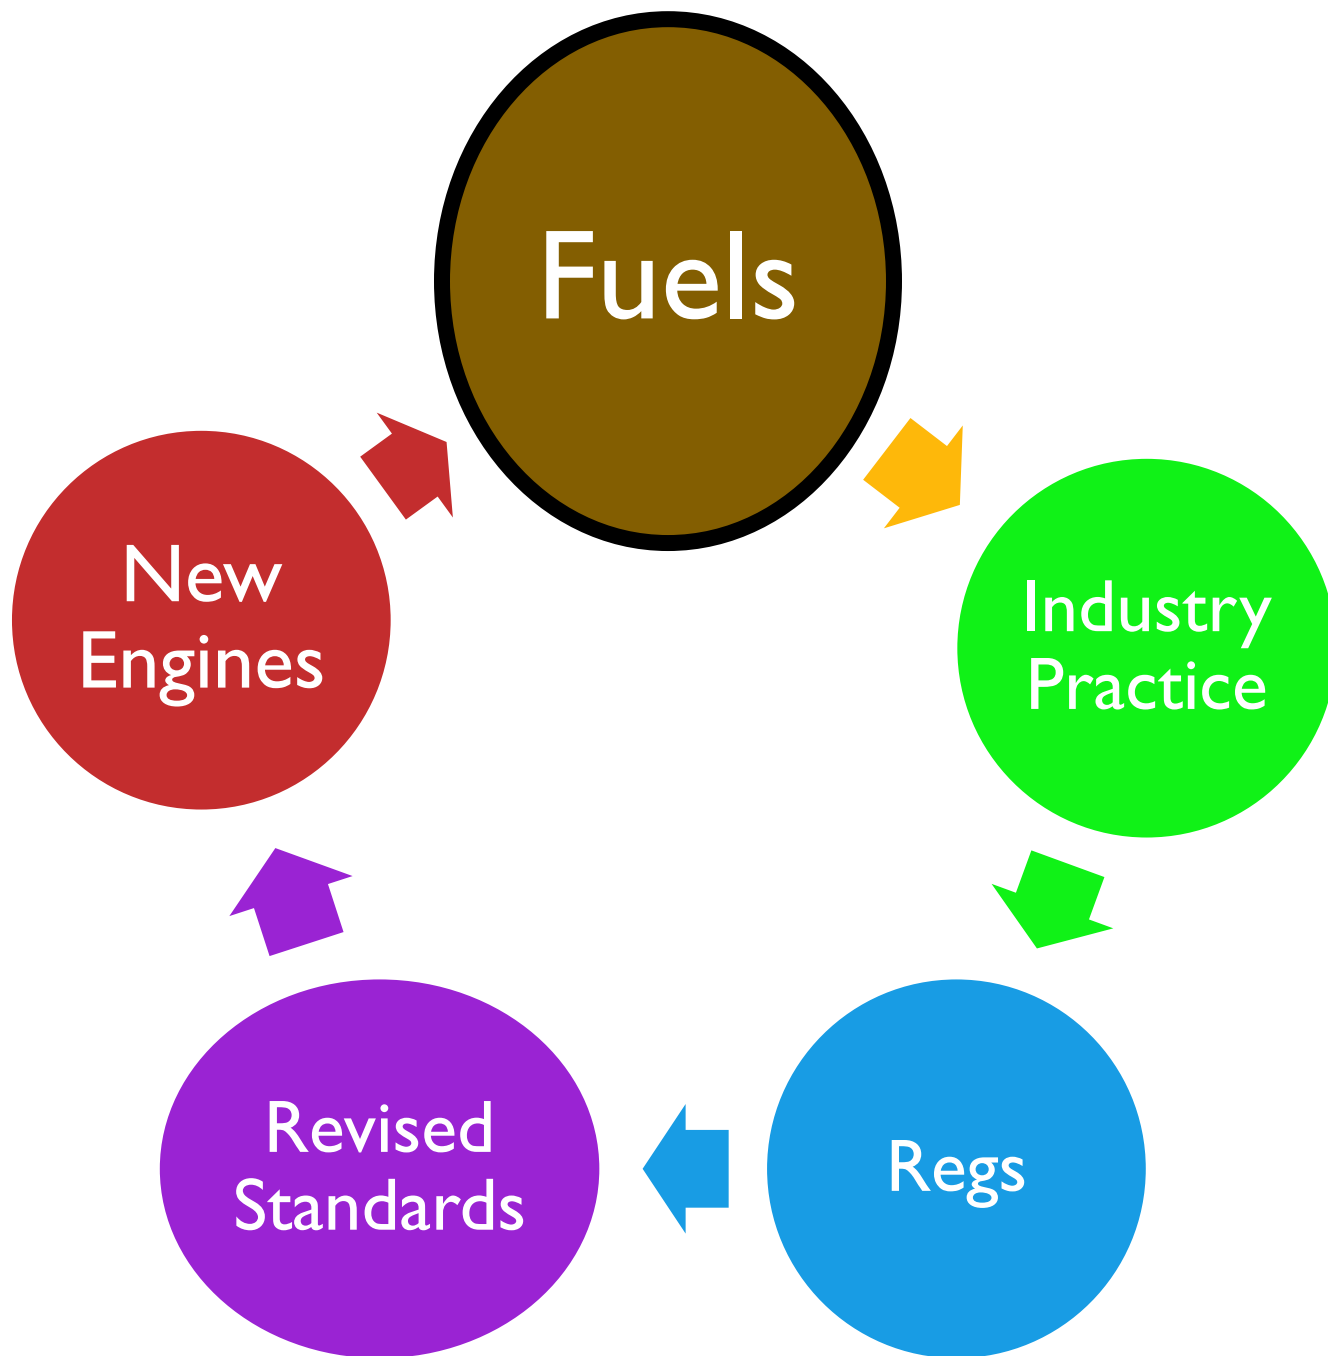 Fuels
Industry
Practice
Regs
Revised
Standards
New
Engines